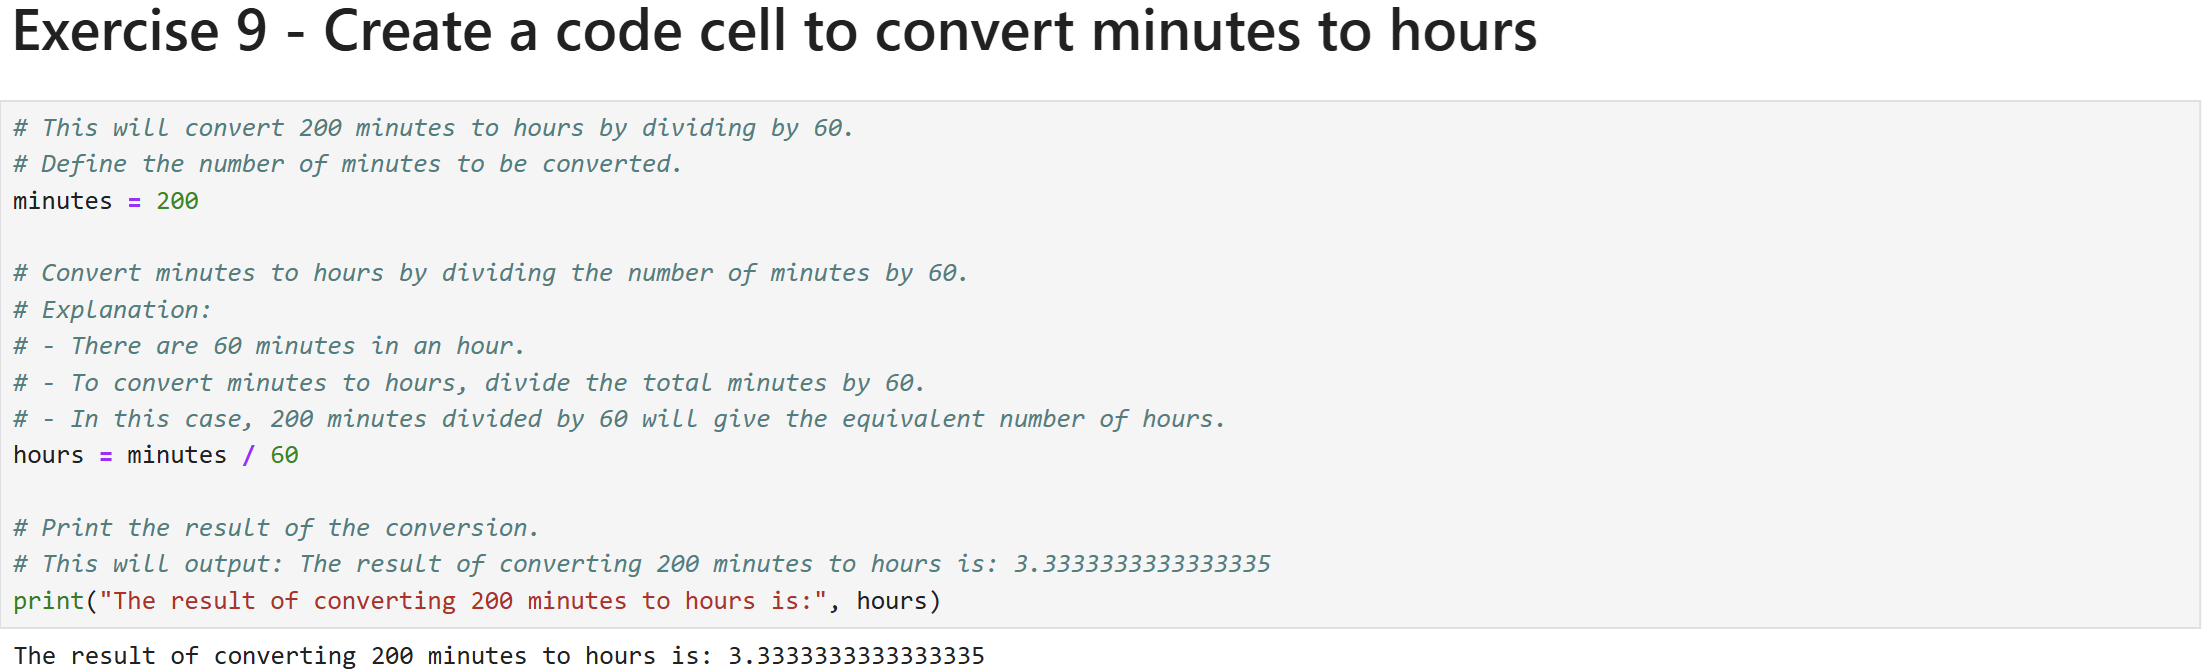 Exercise 9 - Create a code cell to convert minutes to hours
# This will convert 200 minutes to hours by dividing by 60.
# Define the number of minutes to be converted.
minutes = 200
# Convert minutes to hours by dividing the number of minutes by 60.
# Explanation:
# - There are 60 minutes in an hour.
# - To convert minutes to hours, divide the total minutes by 60.
# - In this case, 200 minutes divided by 60 will give the equivalent number of hours.
hours = minutes / 60
# Print the result of the conversion.
# This will output: The result of converting 200 minutes to hours is: 3.3333333333333335
print("The result of converting 200 minutes to hours is:", hours)
The result of converting 200 minutes to hours is: 3.3333333333333335